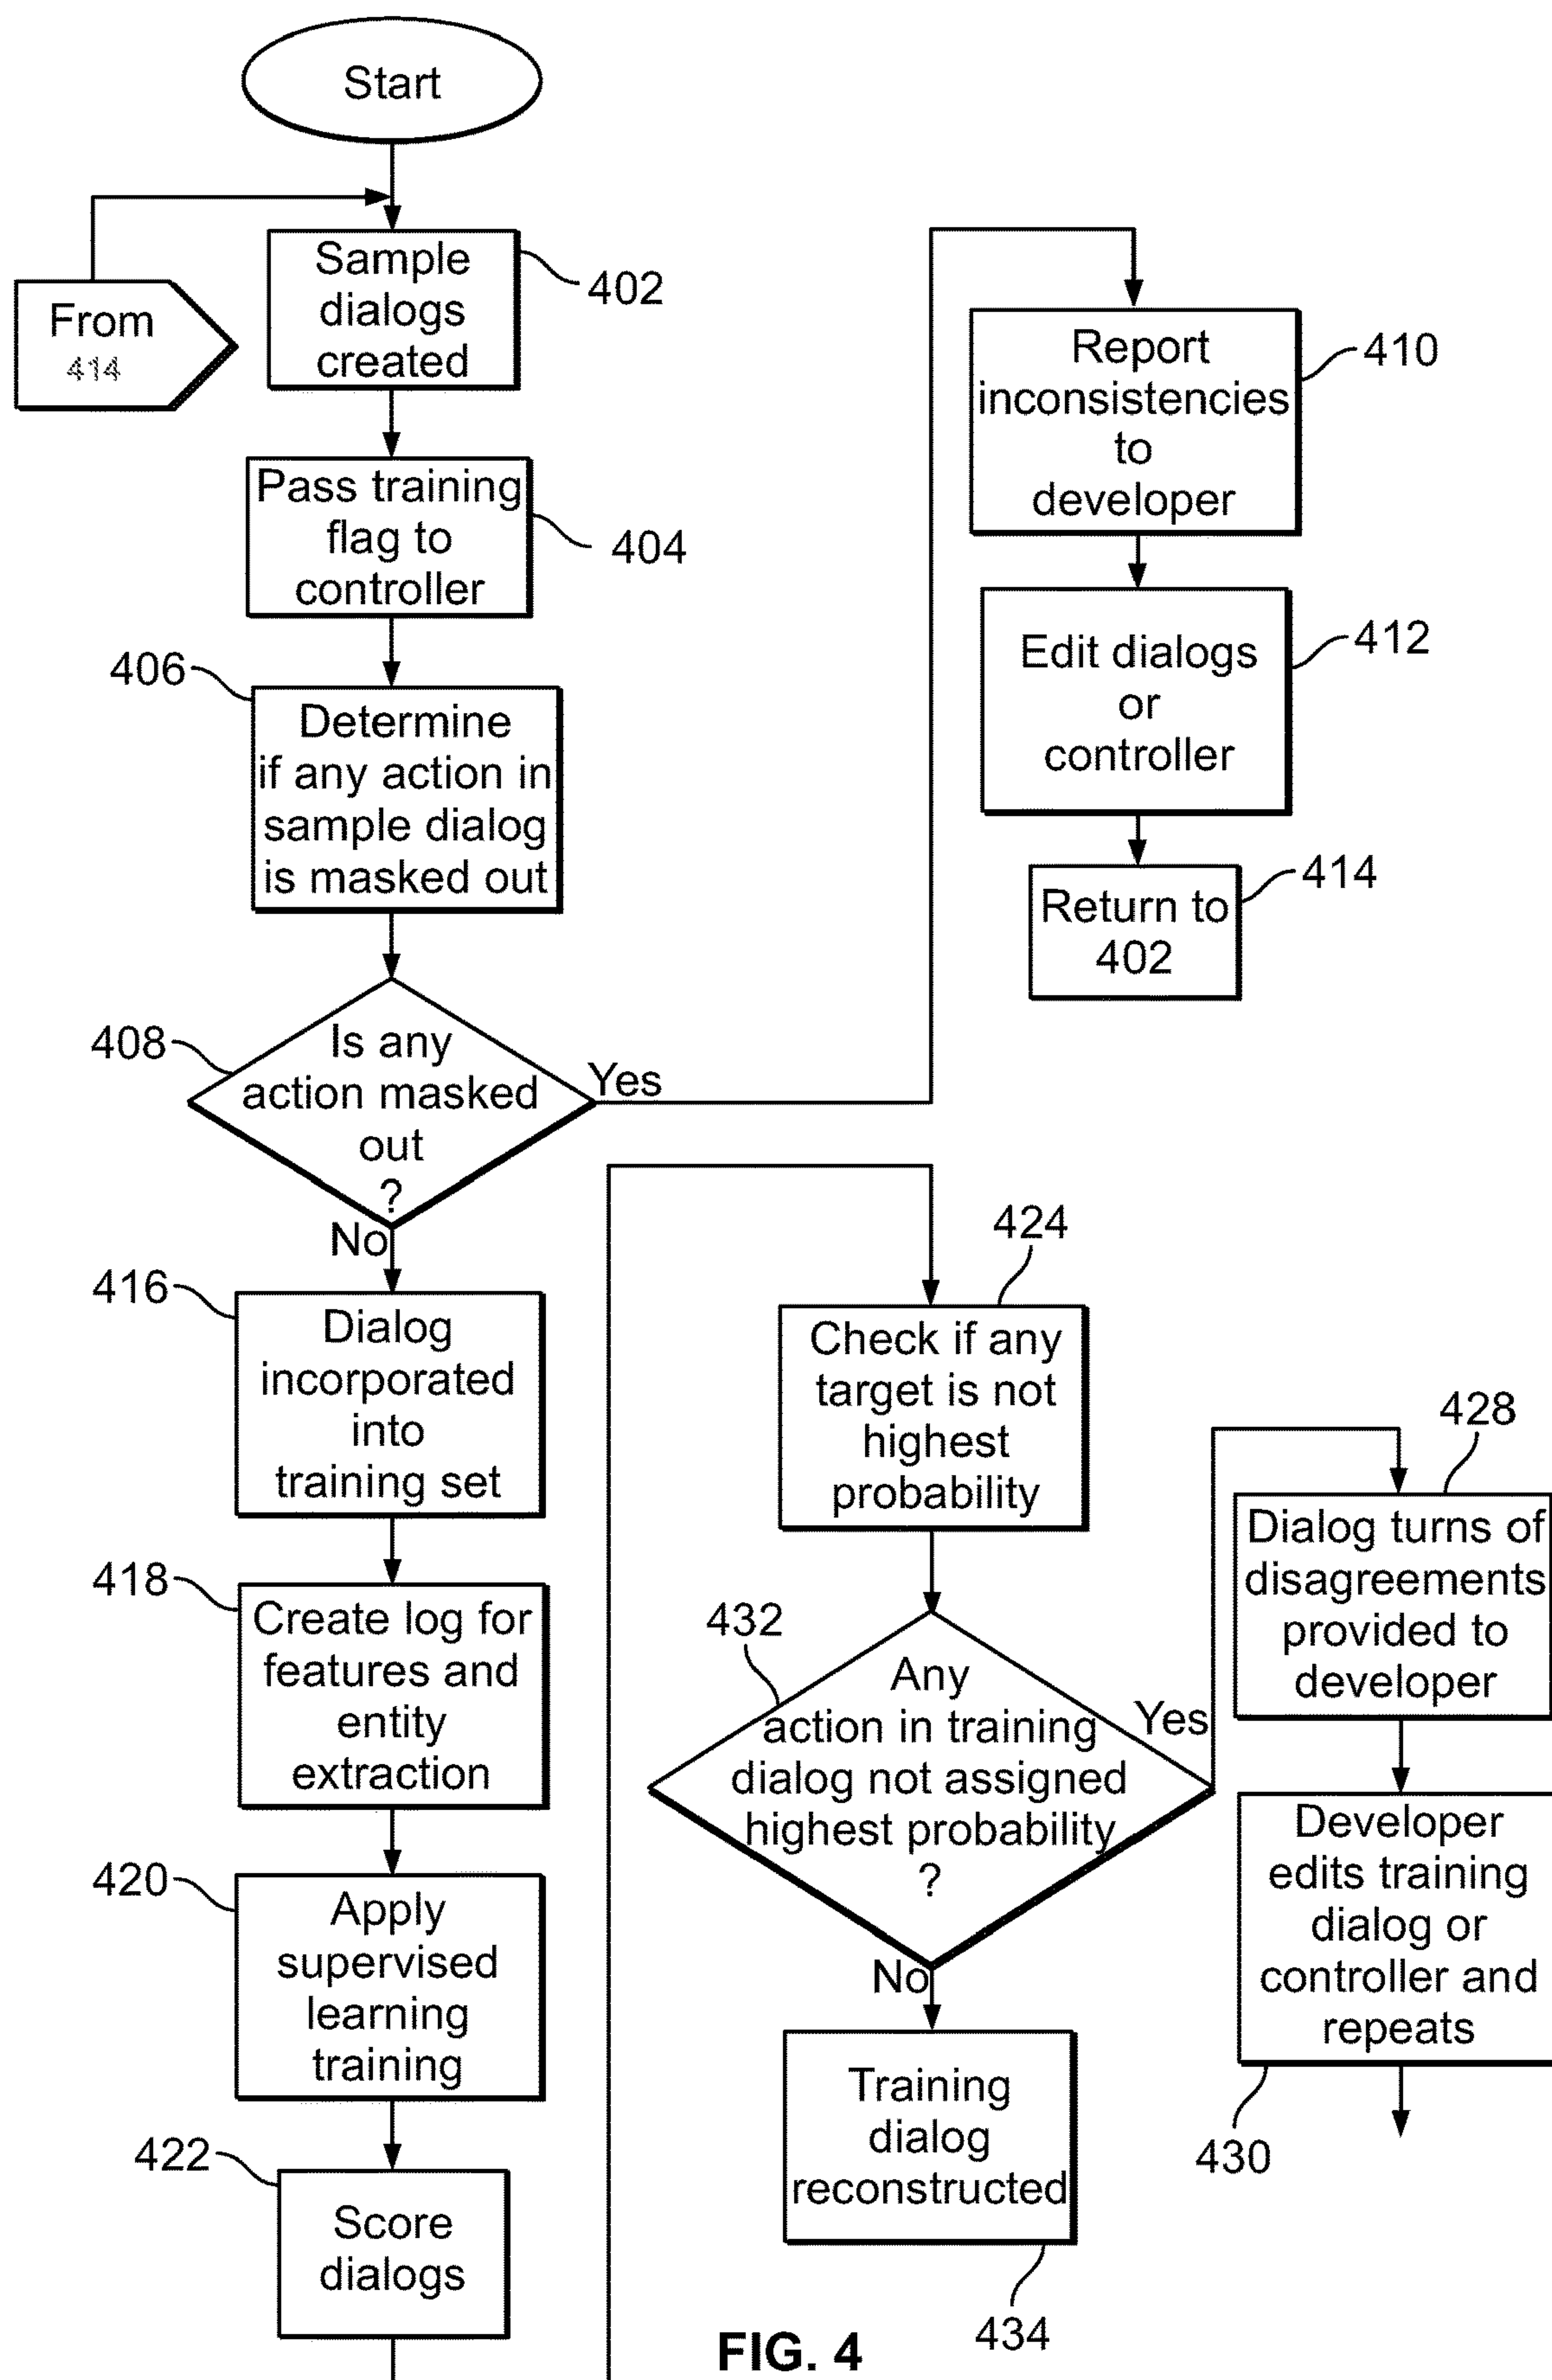 Start
From
414
Sample
dialogs
created
402
Pass training
flag to
controller
404
406
Determine
if any action in
sample dialog
is masked out
408
Is any
action masked
out
?
Yes
No
Report
inconsistencies
to
developer
410
Edit dialogs
or
controller
412
Return to
402
414
416
Dialog
incorporated
into
training set
418
Create log for
features and
entity
extraction
420
Apply
supervised
learning
training
422
Score
dialogs
424
Check if any
target is not
highest
probability
432
Any
action in training
dialog not assigned
highest probability
?
Yes
No
Training
dialog
reconstructed
434
428
Dialog turns of
disagreements
provided to
developer
Developer
edits training
dialog or
controller and
repeats
430
FIG. 4